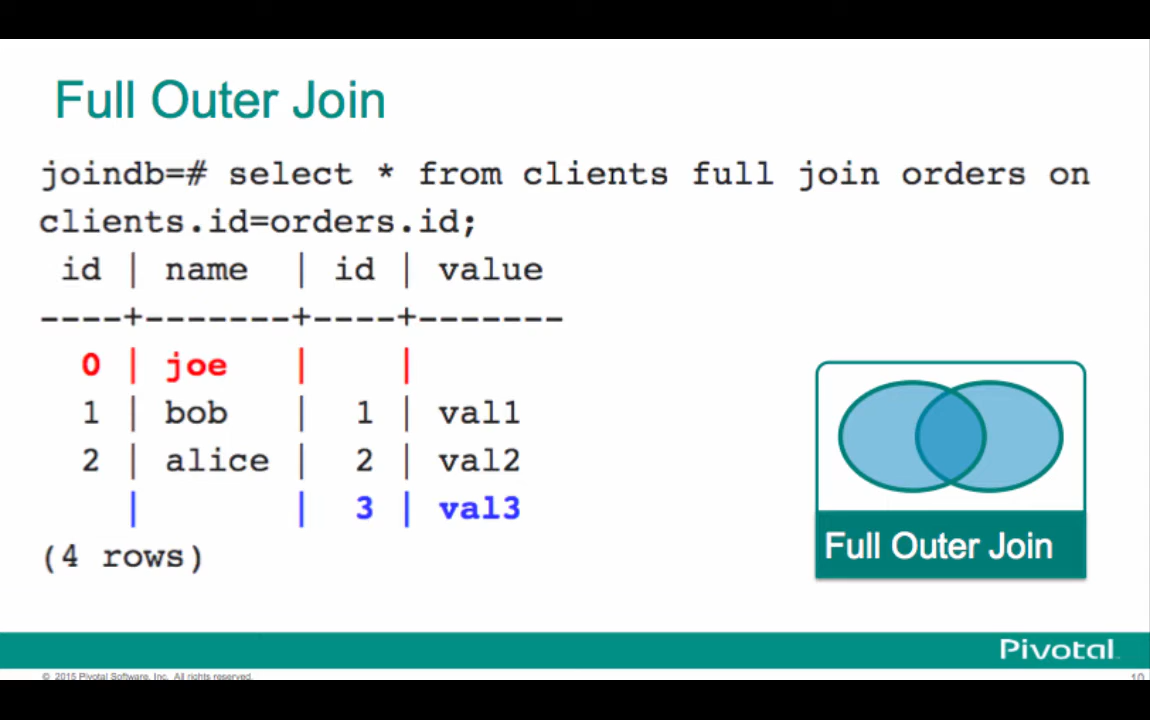 Full Outer Join
joindb=# select * from clients full join orders on
clients.id=orders.id;
 id | name  | id | value
----+-------+----+-------
  0 | joe   |    |
  1 | bob   |  1 | val1
  2 | alice |  2 | val2
    |       |  3 | val3
(4 rows)
Full Outer Join
Pivotal
© 2015 Pivotal Software, Inc. All rights reserved.
10